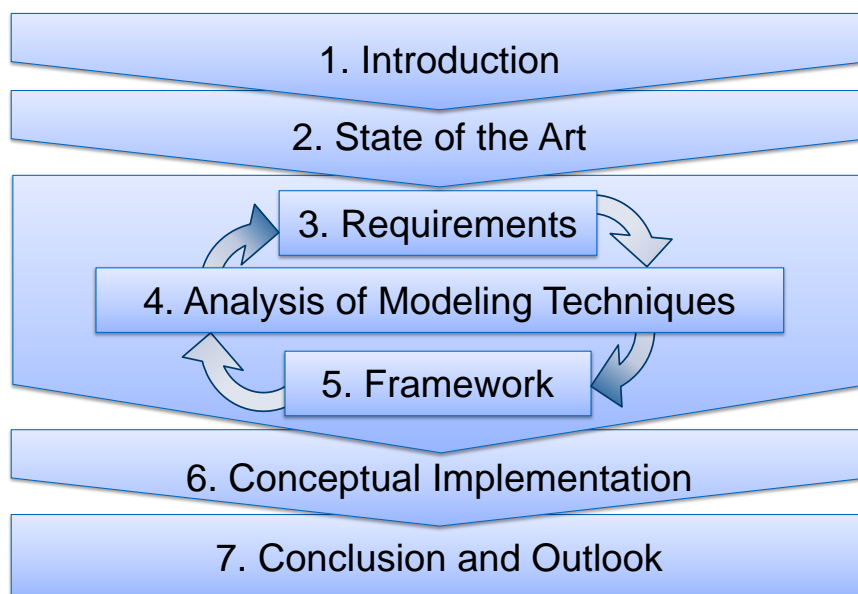 1. Introduction
2. State of the Art
3. Requirements
4. Analysis of Modeling Techniques
5. Framework
6. Conceptual Implementation
7. Conclusion and Outlook